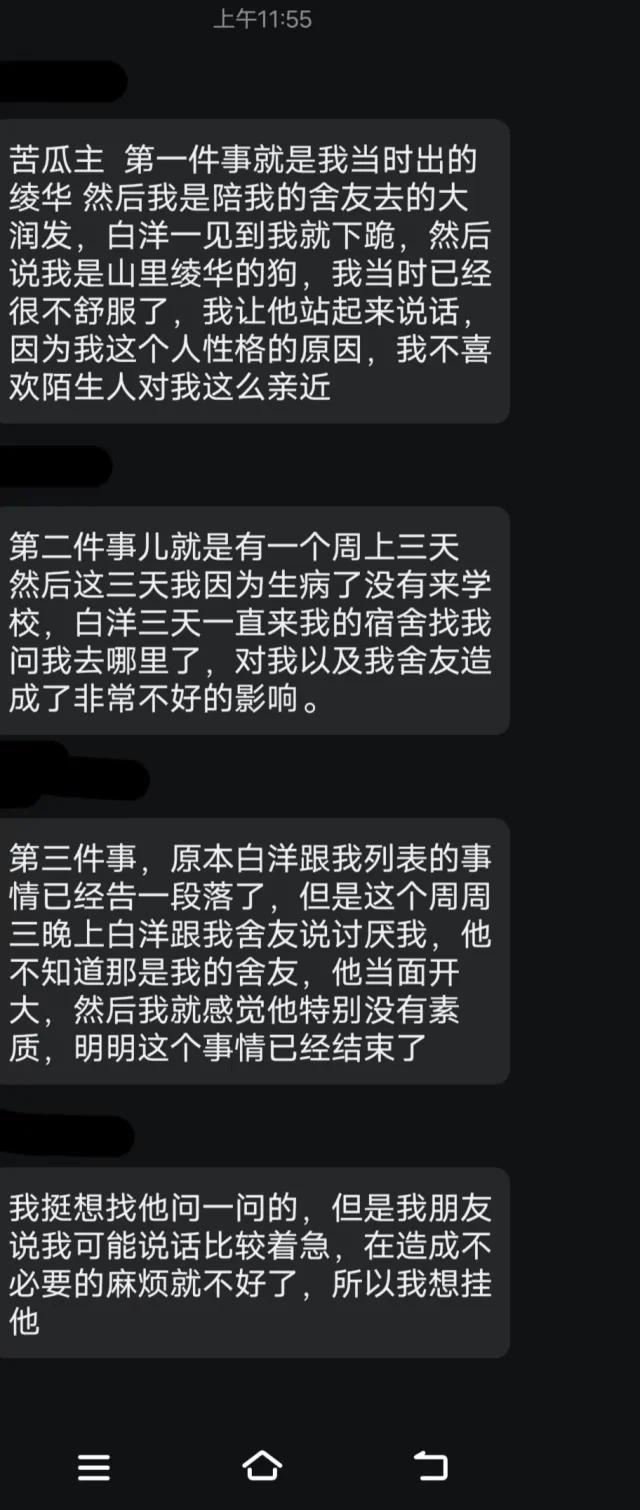 上午11:55
苦瓜主 第一件事就是我当时出的
绫华 然后我是陪我的舍友去的大
润发，白洋一见到我就下跪，然后
说我是山里绫华的狗，我当时已经
很不舒服了，我让他站起来说话，
因为我这个人性格的原因，我不喜
欢陌生人对我这么亲近
第二件事儿就是有一个周上三天
然后这三天我因为生病了没有来学
校，白洋三天一直来我的宿舍找我
问我去哪里了，对我以及我舍友造
成了非常不好的影响。
第三件事，原本白洋跟我列表的事
情已经告一段落了，但是这个周周
三晚上白洋跟我舍友说讨厌我，他
不知道那是我的舍友，他当面开
大，然后我就感觉他特别没有素
质，明明这个事情已经结束了
我挺想找他问一问的，但是我朋友
说我可能说话比较着急，在造成不
必要的麻烦就不好了，所以我想挂
他